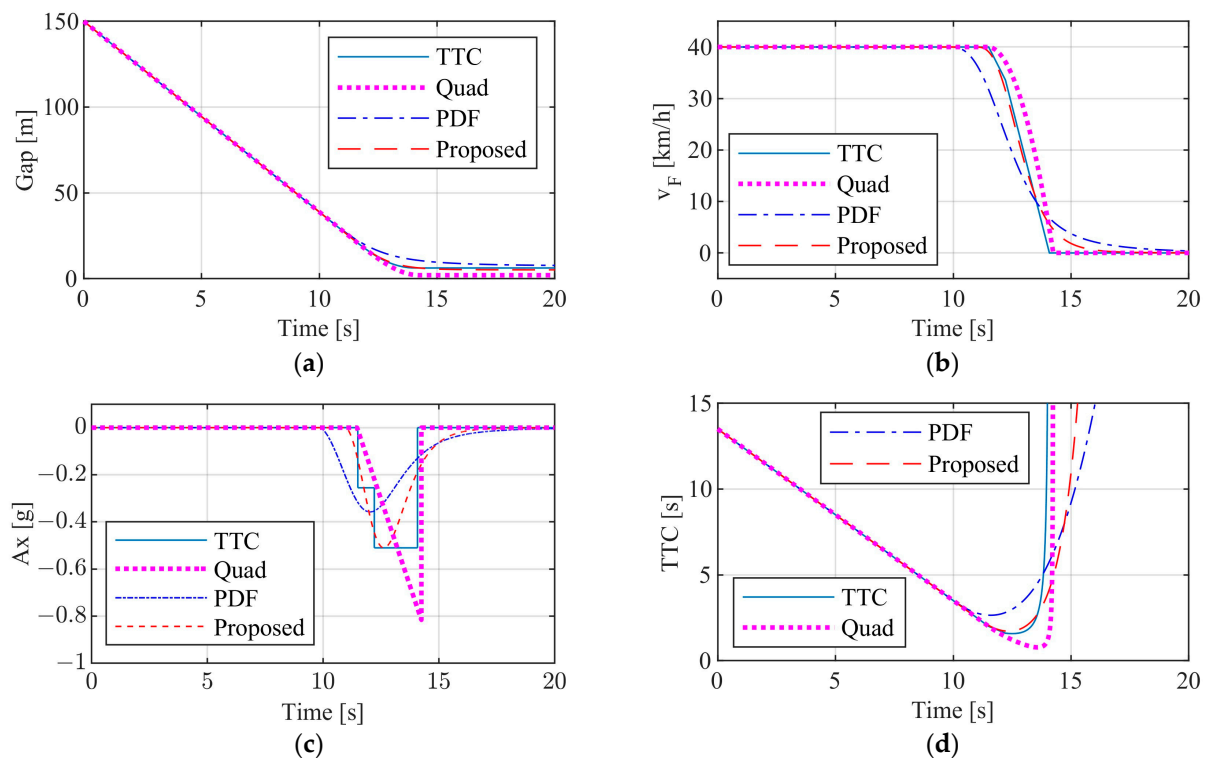 150
100
50
0
Gap [m]
TTC
Quad
PDF
Proposed
0 5 10 15 20
Time [s]
(a)
40
30
20
10
0
v_F [km/h]
TTC
Quad
PDF
Proposed
0 5 10 15 20
Time [s]
(b)
0
−0.2
−0.4
−0.6
−0.8
−1
Ax [g]
TTC
Quad
PDF
Proposed
0 5 10 15 20
Time [s]
(c)
15
10
5
0
TTC [s]
PDF
Proposed
TTC
Quad
0 5 10 15 20
Time [s]
(d)